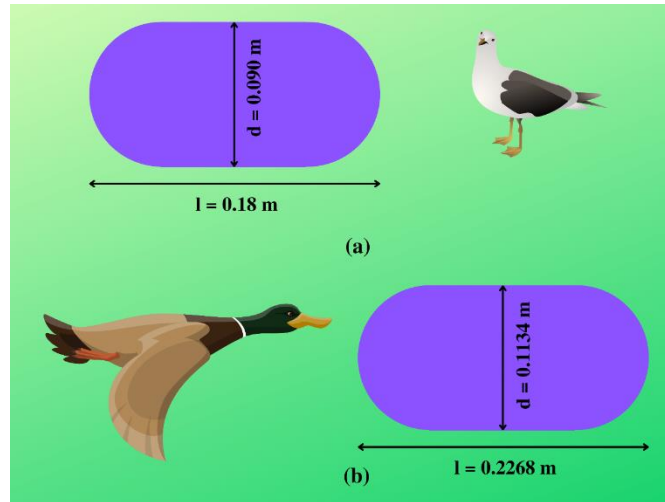 d = 0.090 m
l = 0.18 m
(a)
d = 0.1134 m
(b)
l = 0.2268 m